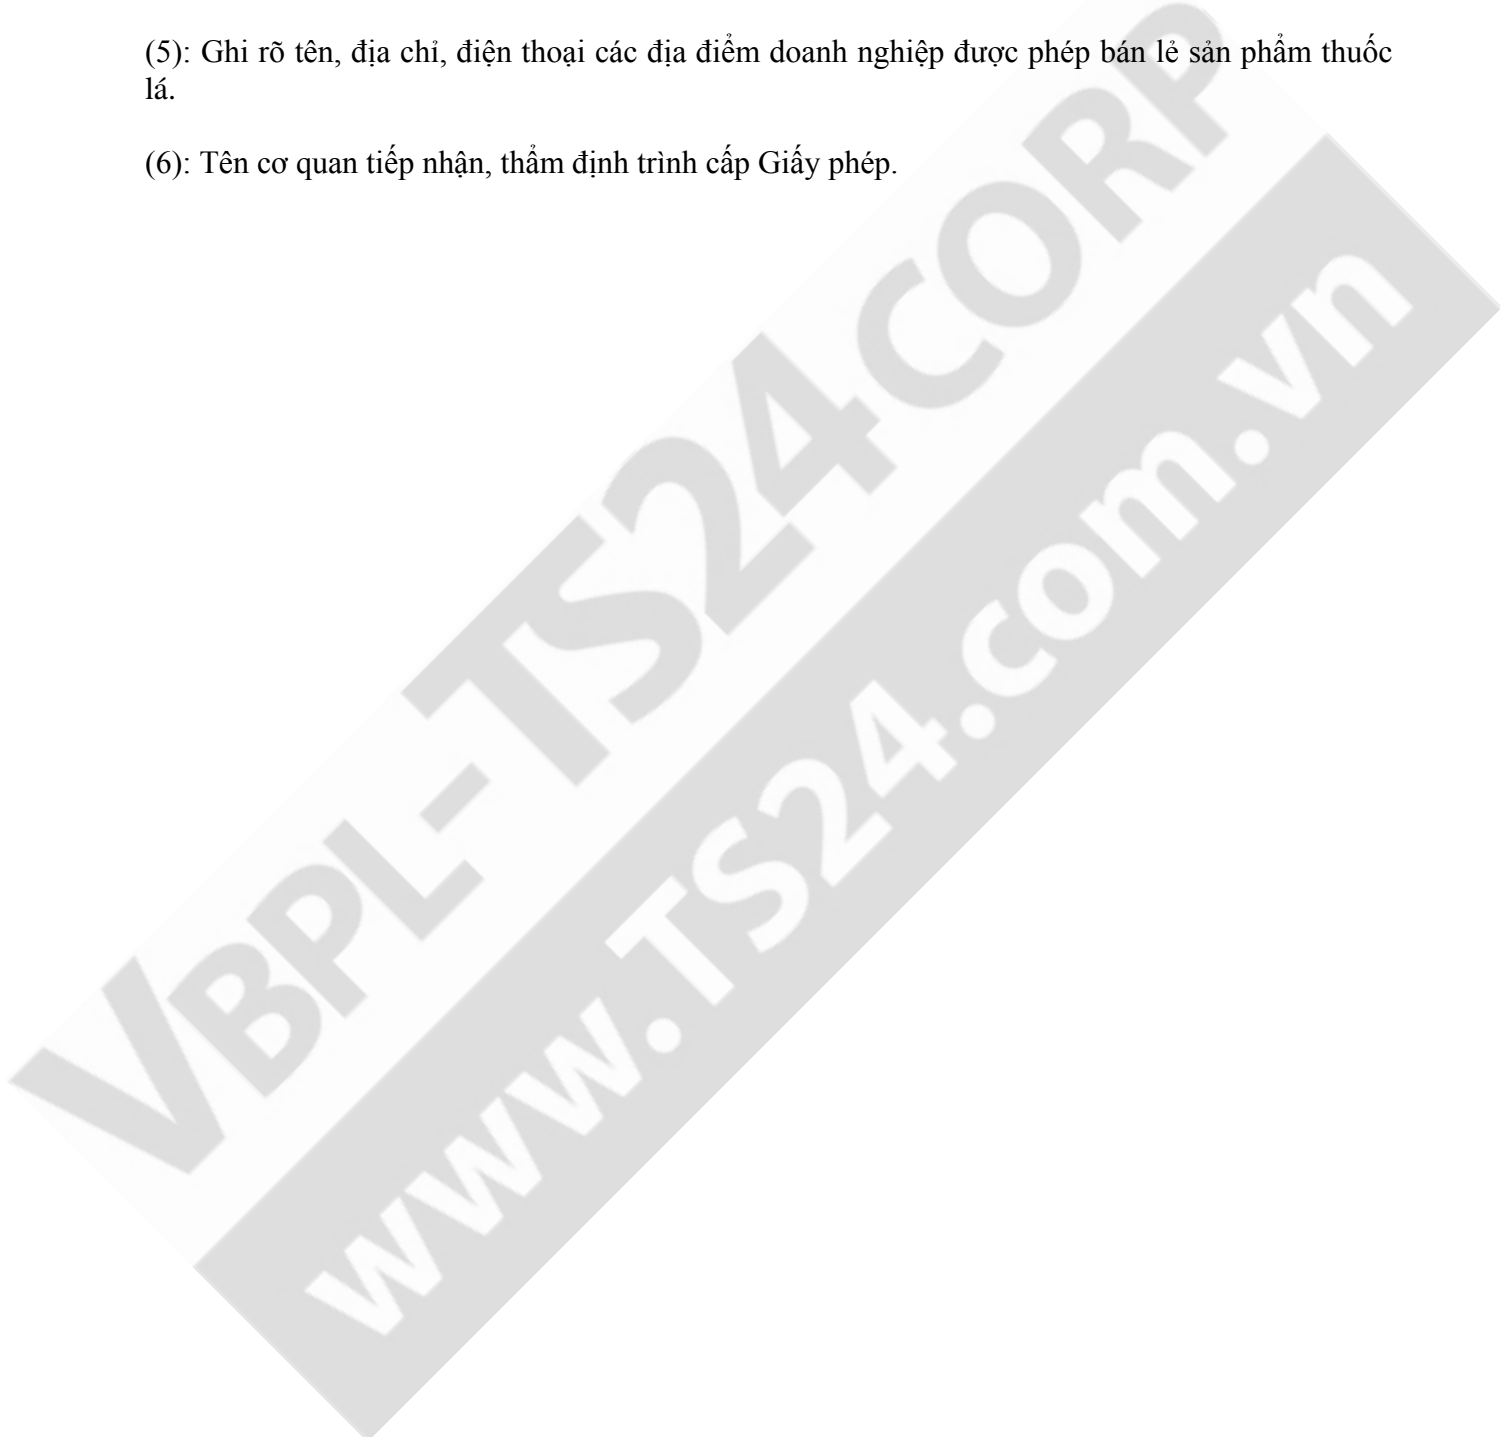 (5): Ghi rõ tên, địa chỉ, điện thoại các địa điểm doanh nghiệp được phép bán lẻ sản phẩm thuốc
lá.
(6): Tên cơ quan tiếp nhận, thẩm định trình cấp Giấy phép.
VBPL-TS24CORP
www.TS24.com.vn